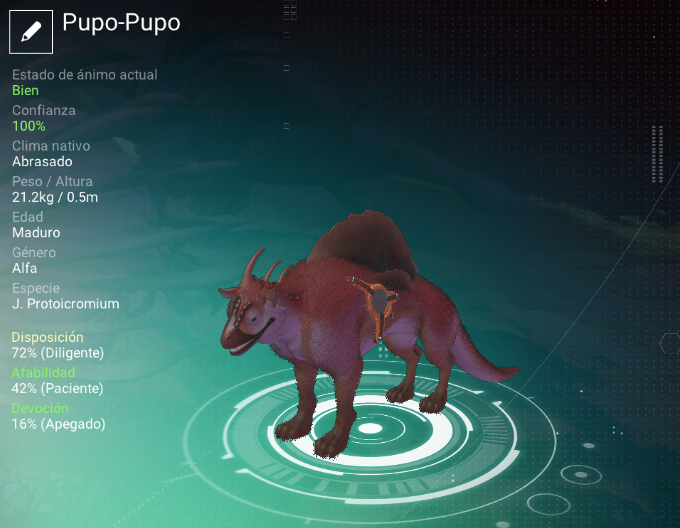 Pupo-Pupo
Estado de ánimo actual
Bien
Confianza
100%
Clima nativo
Abrasado
Peso / Altura
21.2kg / 0.5m
Edad
Maduro
Género
Alfa
Especie
J. Protoicromium
Disposición
72% (Diligente)
Afabilidad
42% (Paciente)
Devoción
16% (Apegado)